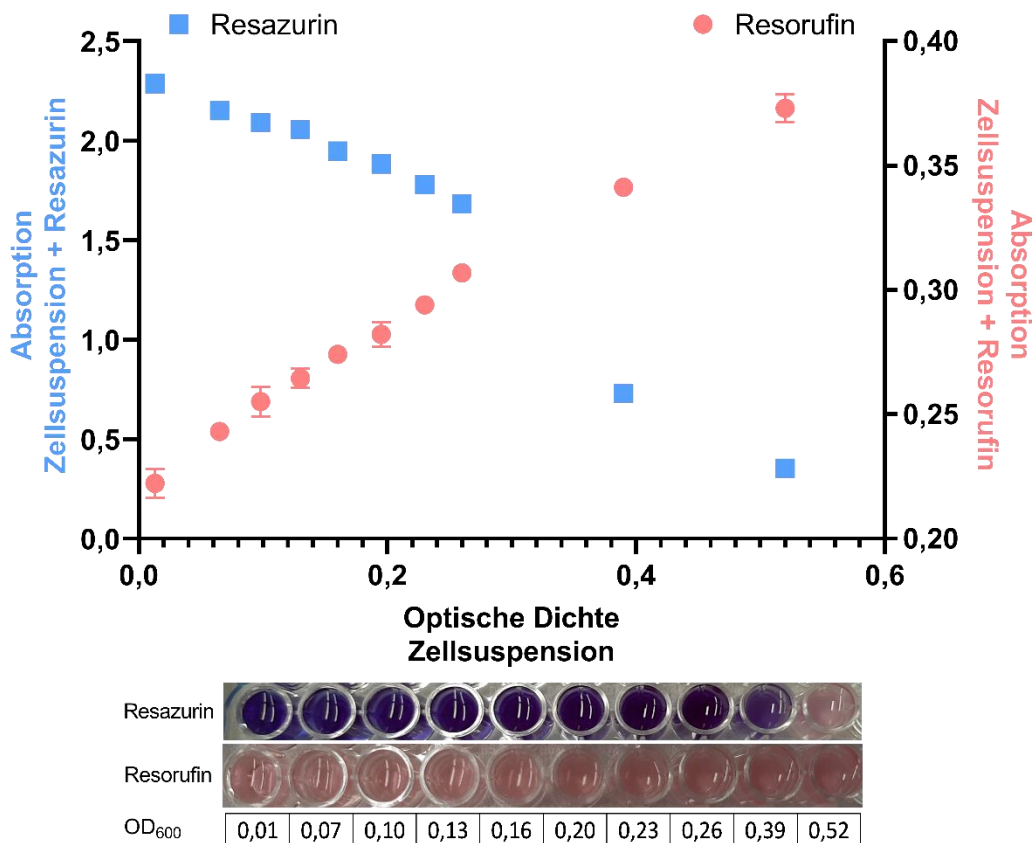 Resazurin
Resorufin
2,5
2,0
1,5
1,0
0,5
0,0
Absorption
Zellsuspension + Resazurin
0,40
0,35
0,30
0,25
0,20
Absorption
Zellsuspension + Resorufin
0,0
0,2
0,4
0,6
Optische Dichte
Zellsuspension
Resazurin
Resorufin
OD₆₀₀ 0,01 0,07 0,10 0,13 0,16 0,20 0,23 0,26 0,39 0,52